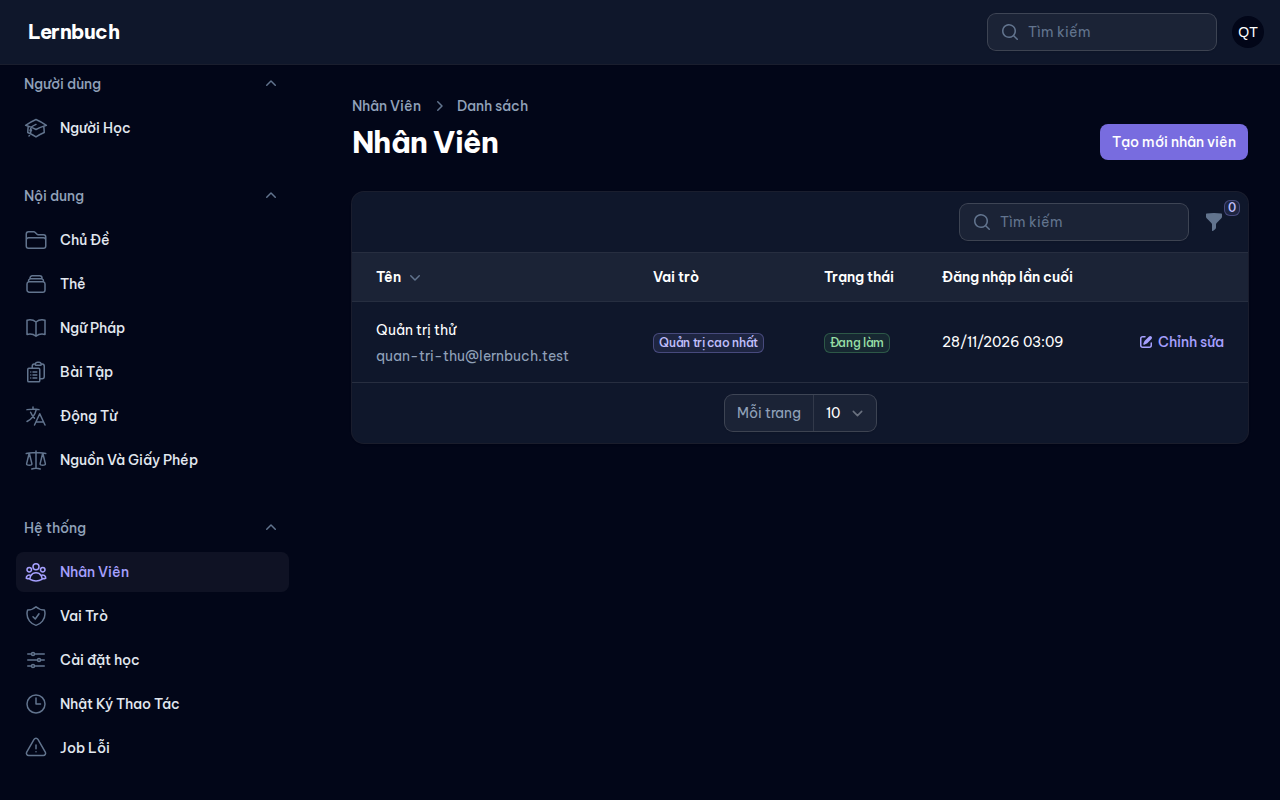 Lernbuch
Tìm kiếm
QT
Người dùng
Người Học
Nội dung
Chủ Đề
Thẻ
Ngữ Pháp
Bài Tập
Động Từ
Nguồn Và Giấy Phép
Hệ thống
Nhân Viên
Vai Trò
Cài đặt học
Nhật Ký Thao Tác
Job Lỗi
Nhân Viên > Danh sách
Nhân Viên
Tạo mới nhân viên
Tìm kiếm
0
Tên Vai trò Trạng thái Đăng nhập lần cuối
Quản trị thử
quan-tri-thu@lernbuch.test
Quản trị cao nhất Đang làm 28/11/2026 03:09 Chỉnh sửa
Mỗi trang 10